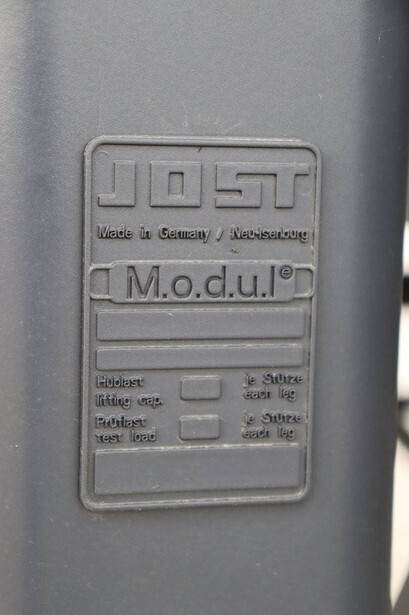 JOST
Made in Germany / Neu-Isenburg
M.o.d.u.l ®
Hublast je Stütze
lifting cap. each leg
Prüflast je Stütze
test load each leg